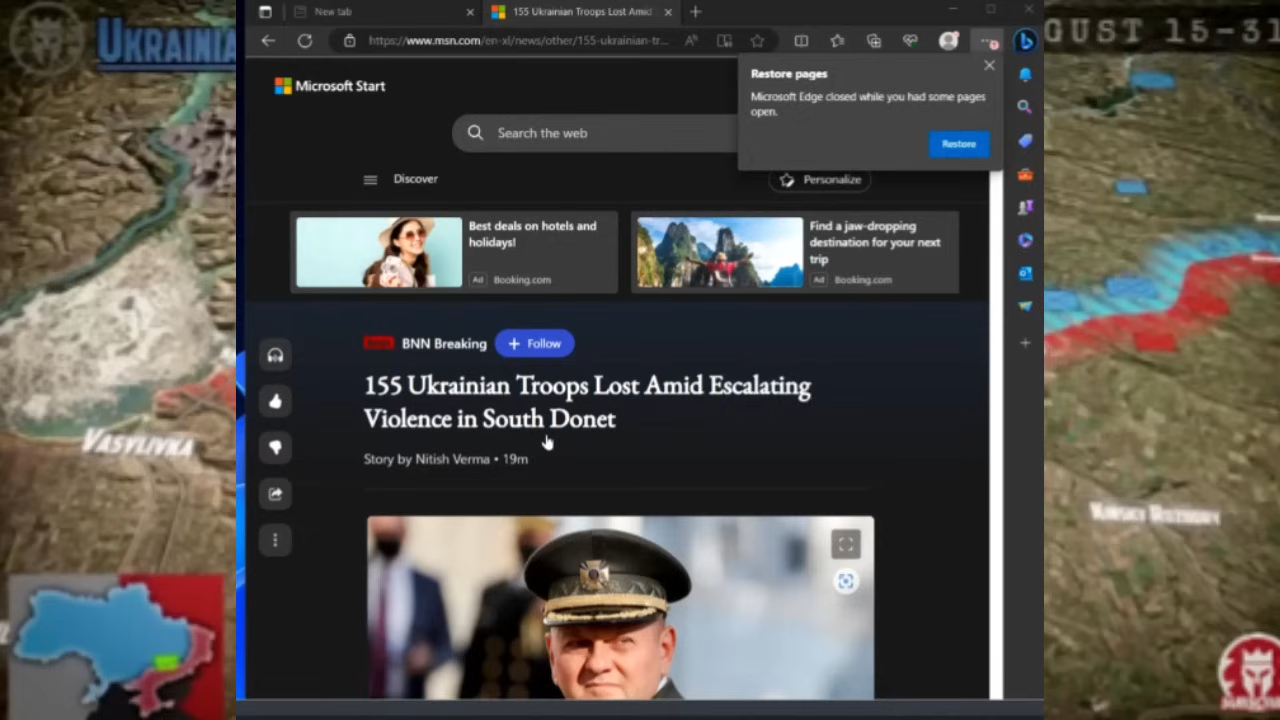 UKRAINIA
GUST 15-31
New tab
155 Ukrainian Troops Lost Amid
https://www.msn.com/en-xl/news/other/155-ukrainian-tr...
Microsoft Start
Restore pages
Microsoft Edge closed while you had some pages
open.
Restore
Search the web
Discover
Personalize
Best deals on hotels and
holidays!
Ad Booking.com
Find a jaw-dropping
destination for your next
trip
Ad Booking.com
BNN Breaking
+ Follow
155 Ukrainian Troops Lost Amid Escalating
Violence in South Donet
Story by Nitish Verma • 19m
VASYLIVKA